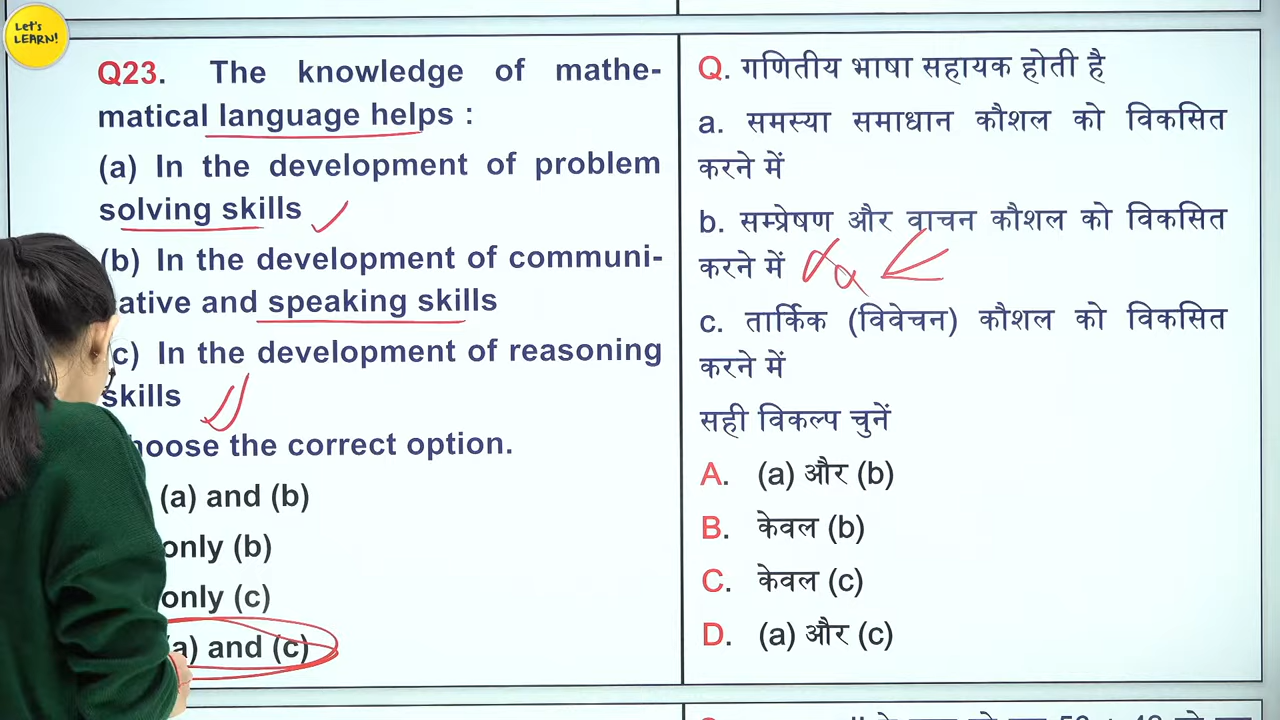 Let's
LEARN!
Q23. The knowledge of mathe-
matical language helps :
(a) In the development of problem
solving skills
(b) In the development of communi-
ative and speaking skills
c) In the development of reasoning
skills
hoose the correct option.
(a) and (b)
only (b)
only (c)
(a) and (c)
Q. गणितीय भाषा सहायक होती है
a. समस्या समाधान कौशल को विकसित
करने में
b. सम्प्रेषण और वाचन कौशल को विकसित
करने में
c. तार्किक (विवेचन) कौशल को विकसित
करने में
सही विकल्प चुनें
A. (a) और (b)
B. केवल (b)
C. केवल (c)
D. (a) और (c)